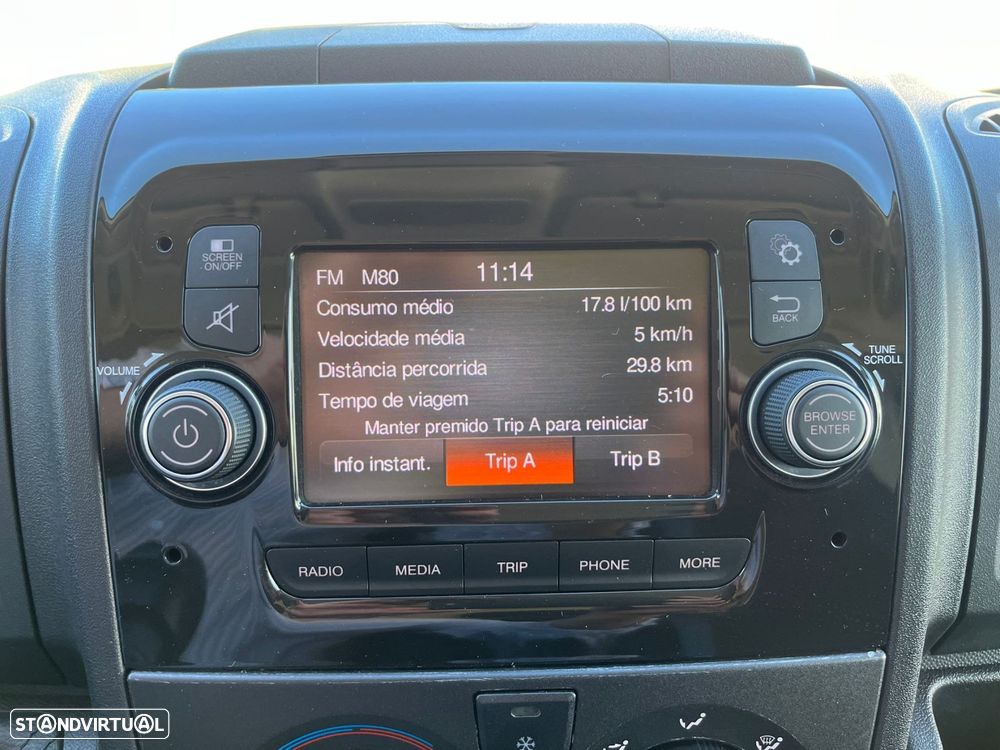 SCREEN
ON/OFF
FM M80 11:14
Consumo médio 17.8 l/100 km
Velocidade média 5 km/h
Distância percorrida 29.8 km
Tempo de viagem 5:10
Manter premido Trip A para reiniciar
Info instant. Trip A Trip B
BACK
VOLUME
TUNE
SCROLL
BROWSE
ENTER
RADIO MEDIA TRIP PHONE MORE
STANDVIRTUAL